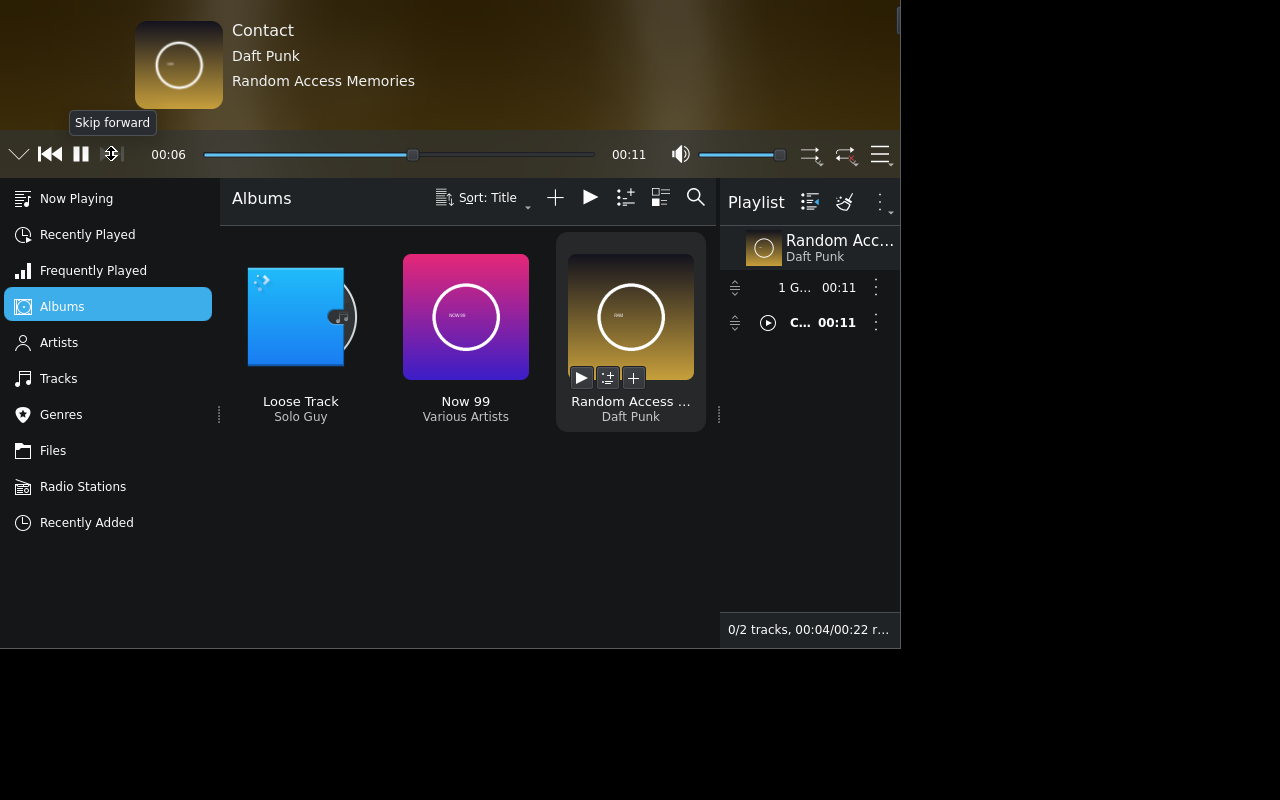 Contact
Daft Punk
Random Access Memories
Skip forward
00:06
00:11
Now Playing
Recently Played
Frequently Played
Albums
Artists
Tracks
Genres
Files
Radio Stations
Recently Added
Albums
Sort: Title
NOW 99
RAM
Loose Track
Solo Guy
Now 99
Various Artists
Random Access ...
Daft Punk
Playlist
Random Acc...
Daft Punk
1 G... 00:11
C... 00:11
0/2 tracks, 00:04/00:22 r...